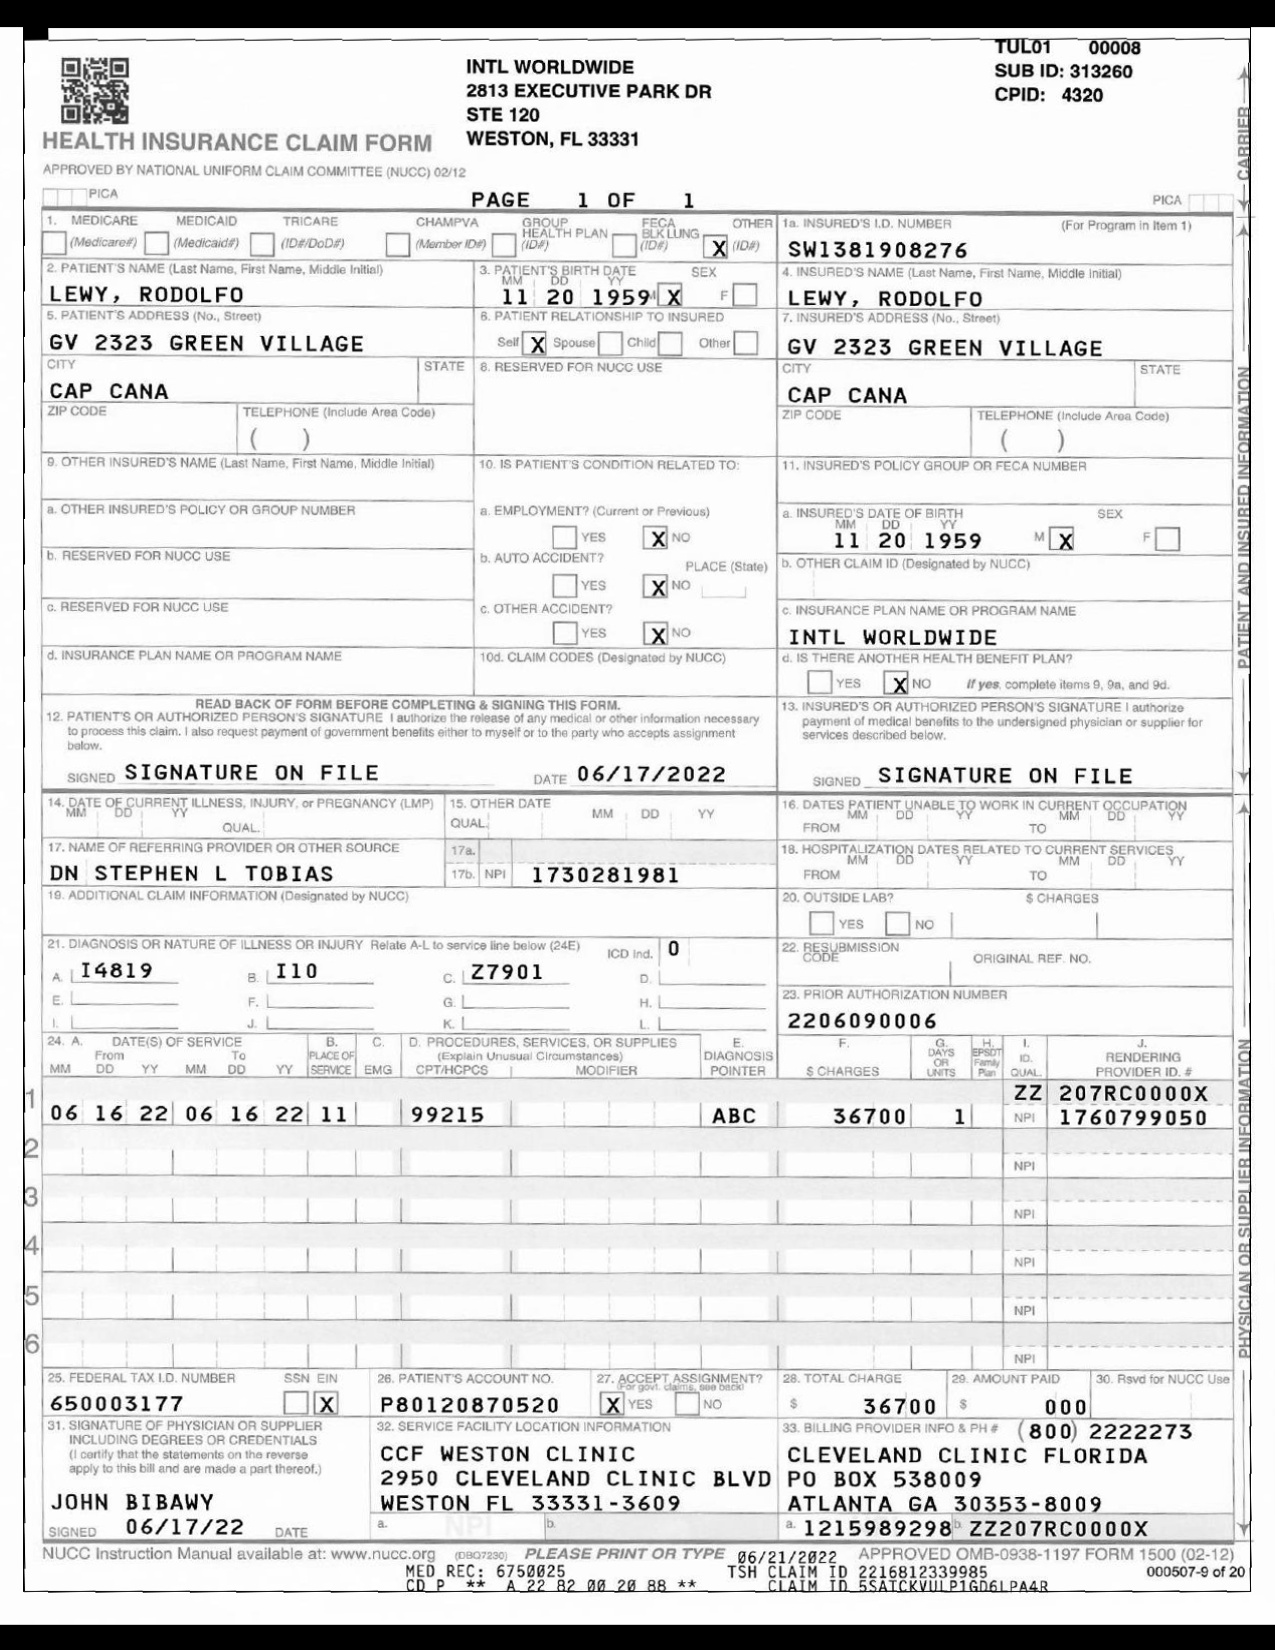 TUL01 00008
INTL WORLDWIDE
SUB ID: 313260
2813 EXECUTIVE PARK DR
CPID: 4320
STE 120
WESTON, FL 33331
HEALTH INSURANCE CLAIM FORM
APPROVED BY NATIONAL UNIFORM CLAIM COMMITTEE (NUCC) 02/12
PICA
PAGE 1 OF 1
PICA
CARRIER
1. MEDICARE MEDICAID TRICARE CHAMPVA GROUP HEALTH PLAN FECA BLK LUNG OTHER
(Medicare#) (Medicaid#) (ID#/DoD#) (Member ID#) (ID#) (ID#) X (ID#)
1a. INSURED'S I.D. NUMBER (For Program in Item 1)
SW1381908276
2. PATIENT'S NAME (Last Name, First Name, Middle Initial)
LEWY, RODOLFO
3. PATIENT'S BIRTH DATE SEX
MM DD YY
11 20 1959 M X F
4. INSURED'S NAME (Last Name, First Name, Middle Initial)
LEWY, RODOLFO
5. PATIENT'S ADDRESS (No., Street)
GV 2323 GREEN VILLAGE
6. PATIENT RELATIONSHIP TO INSURED
Self X Spouse Child Other
7. INSURED'S ADDRESS (No., Street)
GV 2323 GREEN VILLAGE
CITY STATE
CAP CANA
8. RESERVED FOR NUCC USE
CITY STATE
CAP CANA
ZIP CODE TELEPHONE (Include Area Code)
( )
ZIP CODE TELEPHONE (Include Area Code)
( )
9. OTHER INSURED'S NAME (Last Name, First Name, Middle Initial)
10. IS PATIENT'S CONDITION RELATED TO:
11. INSURED'S POLICY GROUP OR FECA NUMBER
a. OTHER INSURED'S POLICY OR GROUP NUMBER
a. EMPLOYMENT? (Current or Previous)
YES X NO
a. INSURED'S DATE OF BIRTH SEX
MM DD YY
11 20 1959 M X F
b. RESERVED FOR NUCC USE
b. AUTO ACCIDENT? PLACE (State)
YES X NO
b. OTHER CLAIM ID (Designated by NUCC)
c. RESERVED FOR NUCC USE
c. OTHER ACCIDENT?
YES X NO
c. INSURANCE PLAN NAME OR PROGRAM NAME
INTL WORLDWIDE
d. INSURANCE PLAN NAME OR PROGRAM NAME
10d. CLAIM CODES (Designated by NUCC)
d. IS THERE ANOTHER HEALTH BENEFIT PLAN?
YES X NO If yes, complete items 9, 9a, and 9d.
PATIENT AND INSURED INFORMATION
READ BACK OF FORM BEFORE COMPLETING & SIGNING THIS FORM.
12. PATIENT'S OR AUTHORIZED PERSON'S SIGNATURE I authorize the release of any medical or other information necessary
to process this claim. I also request payment of government benefits either to myself or to the party who accepts assignment
below.
SIGNED SIGNATURE ON FILE DATE 06/17/2022
13. INSURED'S OR AUTHORIZED PERSON'S SIGNATURE I authorize
payment of medical benefits to the undersigned physician or supplier for
services described below.
SIGNED SIGNATURE ON FILE
14. DATE OF CURRENT ILLNESS, INJURY, or PREGNANCY (LMP)
MM DD YY
QUAL.
15. OTHER DATE
QUAL. MM DD YY
16. DATES PATIENT UNABLE TO WORK IN CURRENT OCCUPATION
MM DD YY MM DD YY
FROM TO
17. NAME OF REFERRING PROVIDER OR OTHER SOURCE
DN STEPHEN L TOBIAS
17a.
17b. NPI 1730281981
18. HOSPITALIZATION DATES RELATED TO CURRENT SERVICES
MM DD YY MM DD YY
FROM TO
19. ADDITIONAL CLAIM INFORMATION (Designated by NUCC)
20. OUTSIDE LAB? $ CHARGES
YES NO
21. DIAGNOSIS OR NATURE OF ILLNESS OR INJURY Relate A-L to service line below (24E) ICD Ind. 0
A. I4819 B. I10 C. Z7901 D.
E. F. G. H.
I. J. K. L.
22. RESUBMISSION CODE ORIGINAL REF. NO.
23. PRIOR AUTHORIZATION NUMBER
2206090006
24. A. DATE(S) OF SERVICE B. C. D. PROCEDURES, SERVICES, OR SUPPLIES E. F. G. H. I. J.
From To PLACE OF (Explain Unusual Circumstances) DIAGNOSIS DAYS OR UNITS EPSDT Family Plan ID. RENDERING
MM DD YY MM DD YY SERVICE EMG CPT/HCPCS MODIFIER POINTER $ CHARGES QUAL. PROVIDER ID. #
ZZ 207RC0000X
1 06 16 22 06 16 22 11 99215 ABC 36700 1 NPI 1760799050
2 NPI
3 NPI
4 NPI
5 NPI
6 NPI
PHYSICIAN OR SUPPLIER INFORMATION
25. FEDERAL TAX I.D. NUMBER SSN EIN
650003177 X
26. PATIENT'S ACCOUNT NO.
P80120870520
27. ACCEPT ASSIGNMENT?
(For govt. claims, see back)
X YES NO
28. TOTAL CHARGE
$ 36700
29. AMOUNT PAID
$ 000
30. Rsvd for NUCC Use
31. SIGNATURE OF PHYSICIAN OR SUPPLIER
INCLUDING DEGREES OR CREDENTIALS
(I certify that the statements on the reverse
apply to this bill and are made a part thereof.)
JOHN BIBAWY
SIGNED 06/17/22 DATE
32. SERVICE FACILITY LOCATION INFORMATION
CCF WESTON CLINIC
2950 CLEVELAND CLINIC BLVD
WESTON FL 33331-3609
a. NPI b.
33. BILLING PROVIDER INFO & PH # (800) 2222273
CLEVELAND CLINIC FLORIDA
PO BOX 538009
ATLANTA GA 30353-8009
a. 1215989298 b. ZZ207RC0000X
NUCC Instruction Manual available at: www.nucc.org (DBQ7230) PLEASE PRINT OR TYPE 06/21/2022 APPROVED OMB-0938-1197 FORM 1500 (02-12)
MED REC: 6750025 TSH CLAIM ID 2216812339985 000507-9 of 20
CD P ** A 22 82 00 20 88 ** CLAIM ID 5SATCKVULP1GD6LPA4R